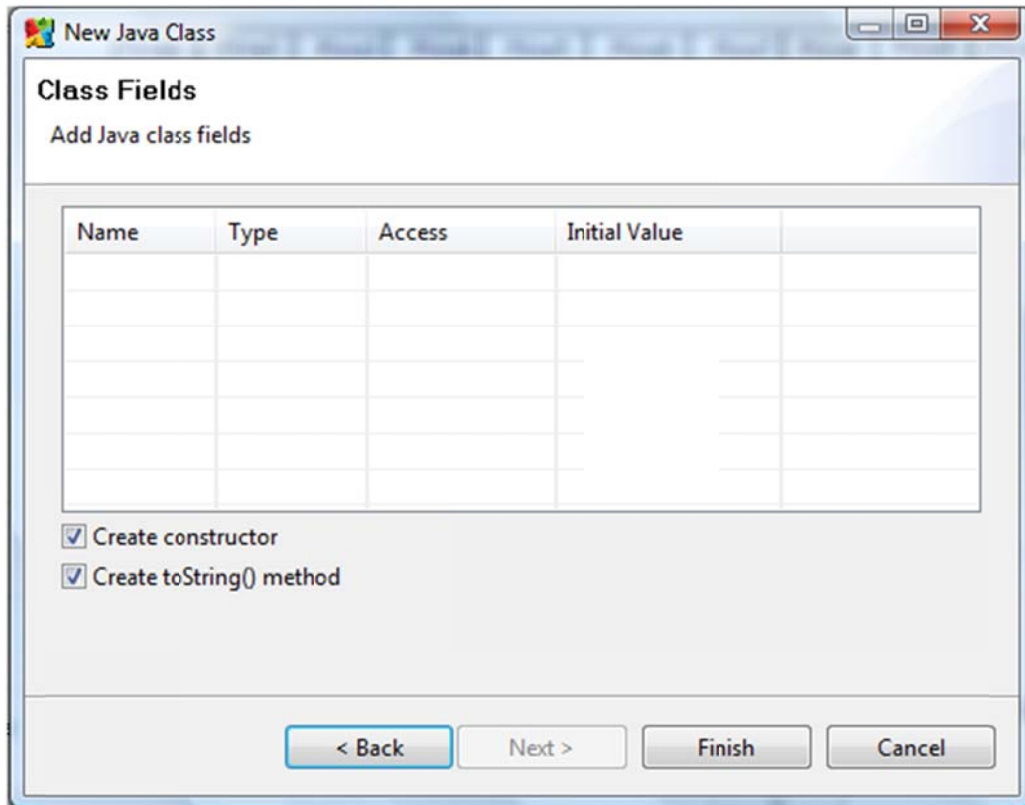 New Java Class
Class Fields
Add Java class fields
Name Type Access Initial Value
Create constructor
Create toString() method
< Back Next > Finish Cancel